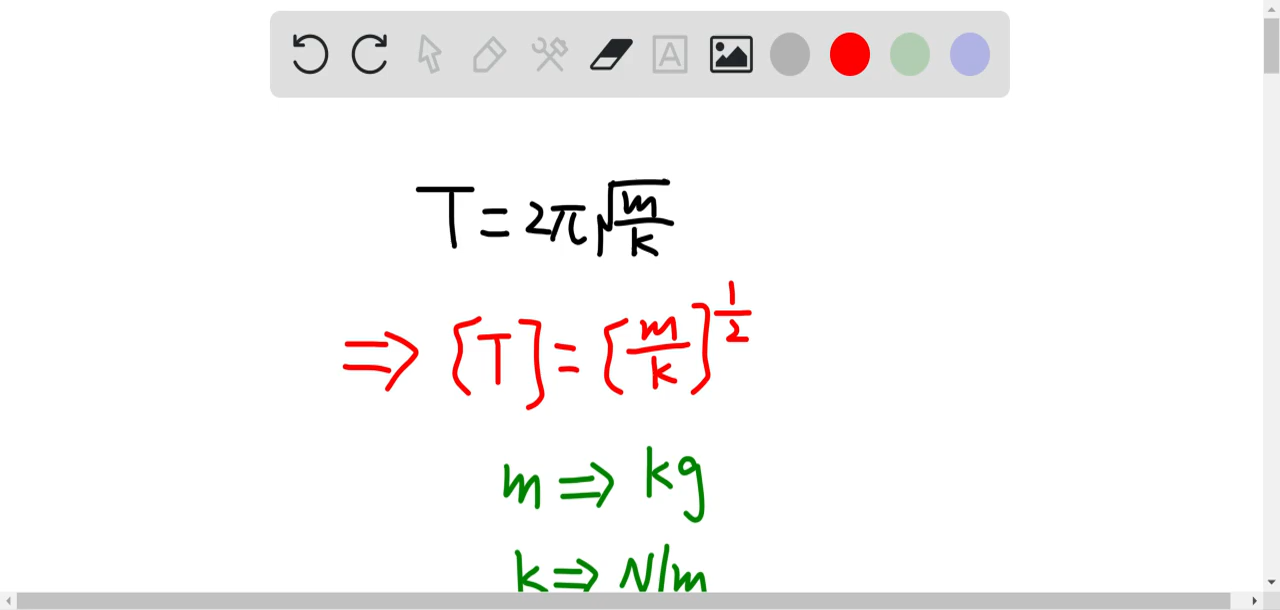 A
T = 2π√(m/k)
⇒ [T] = [m/k]^(1/2)
m ⇒ kg
k ⇒ N/m